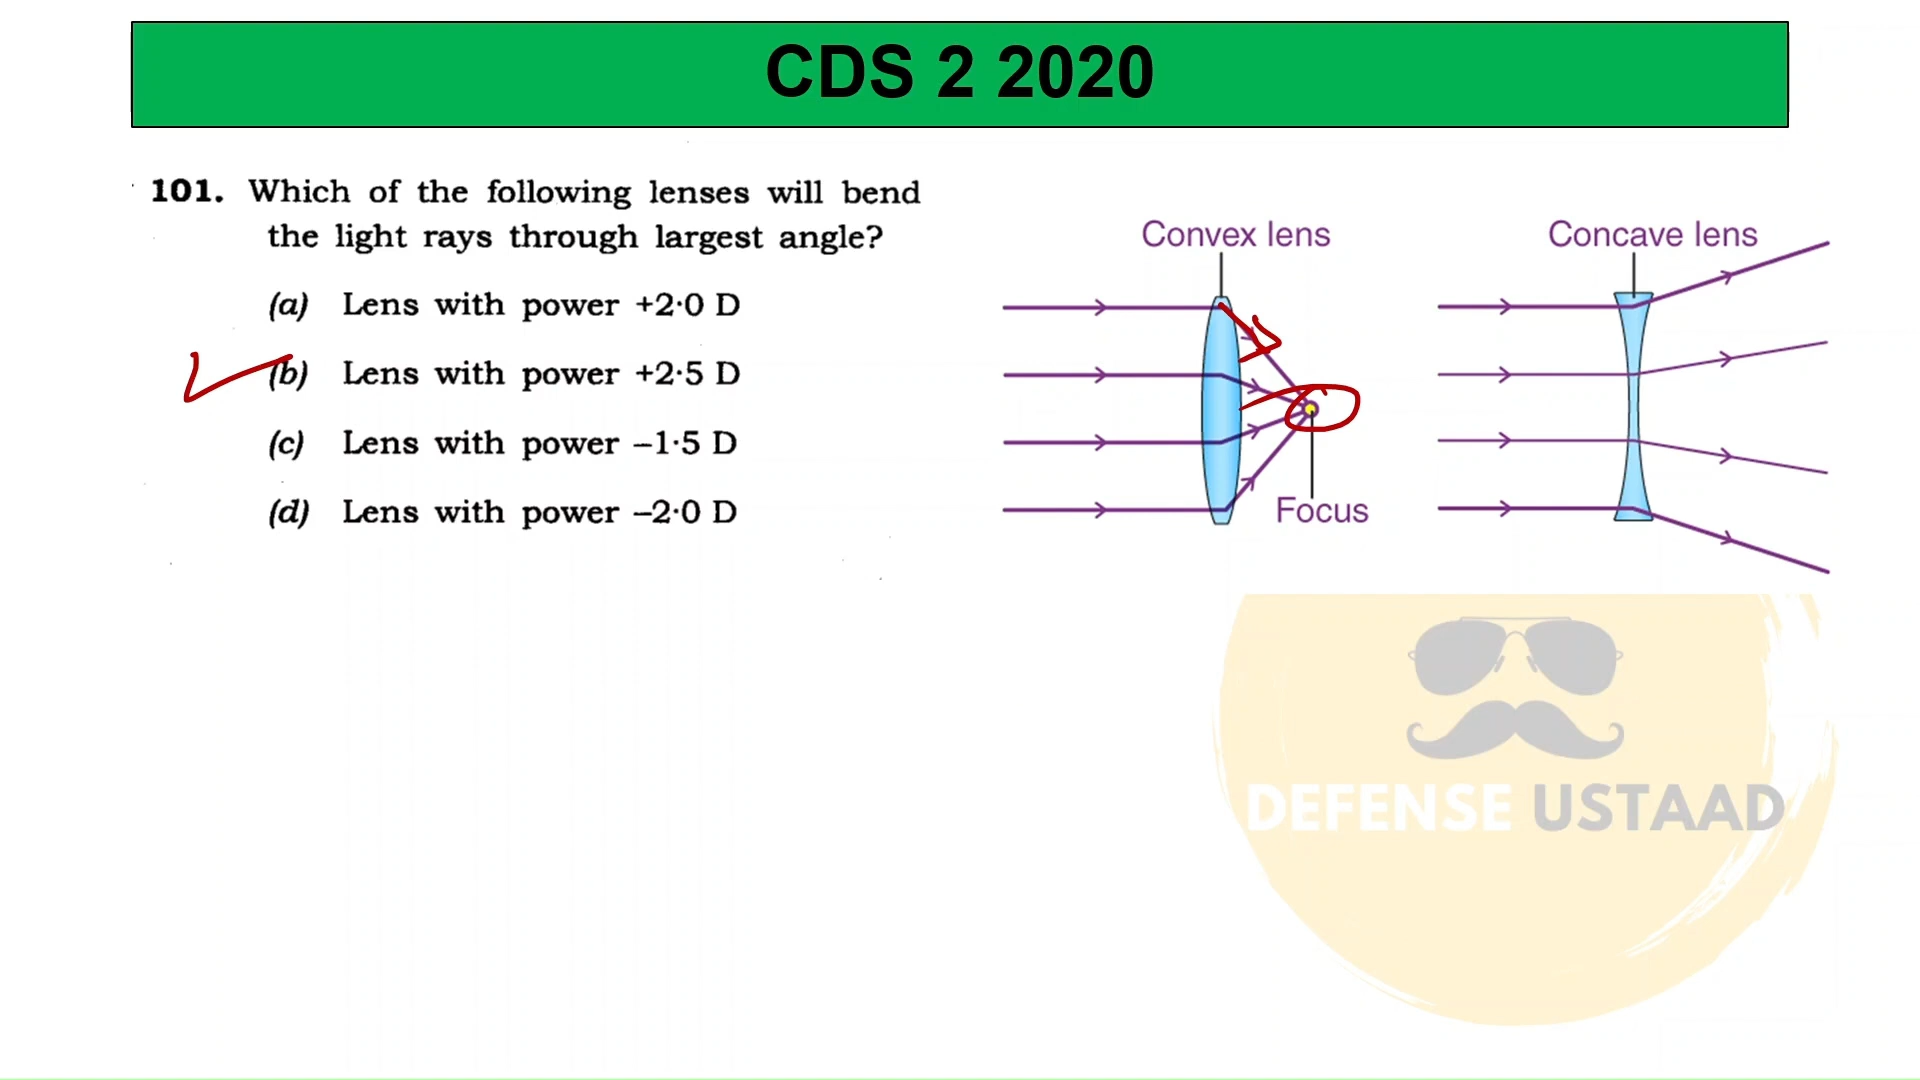 CDS 2 2020
101. Which of the following lenses will bend
the light rays through largest angle?
(a) Lens with power +2·0 D
(b) Lens with power +2·5 D
(c) Lens with power –1·5 D
(d) Lens with power –2·0 D
Convex lens
Focus
Concave lens
DEFENSE USTAAD